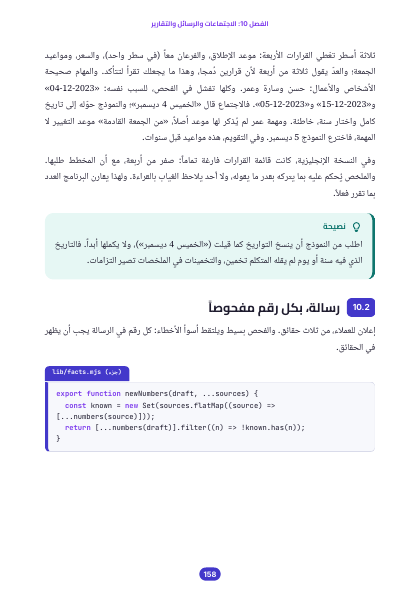 الفصل 10: الاجتماعات والرسائل والتقارير
ثلاثة أسطر تغطي القرارات الأربعة: موعد الإطلاق، والفرعان معاً (في سطر واحد)، والسعر، ومواعيد
الجمعة؛ والعدّ يقول ثلاثة من أربعة لأن قرارين دُمجا، وهذا ما يجعلك تقرأ لتتأكد. والمهام صحيحة
الأشخاص والأعمال: حسن وسارة وعمر. وكلها تفشل في الفحص، للسبب نفسه: «2023-12-04»
و«2023-12-15» و«2023-12-05». فالاجتماع قال «الخميس 4 ديسمبر»؛ والنموذج حوّله إلى تاريخ
كامل واختار سنة، خاطئة. ومهمة عمر لم يُذكر لها موعد أصلاً، «من الجمعة القادمة» موعد التغيير لا
المهمة، فاخترع النموذج 5 ديسمبر. وفي التقويم، هذه مواعيد قبل سنوات.
وفي النسخة الإنجليزية، كانت قائمة القرارات فارغة تماماً: صفر من أربعة، مع أن المخطط طلبها.
والملخص يُحكم عليه بما يتركه بقدر ما يقوله، ولا أحد يلاحظ الغياب بالقراءة. ولهذا يقارن البرنامج العدد
بما تقرر فعلاً.
نصيحة
اطلب من النموذج أن ينسخ التواريخ كما قيلت («الخميس 4 ديسمبر»)، ولا يكملها أبداً. فالتاريخ
الذي فيه سنة أو يوم لم يقله المتكلم تخمين، والتخمينات في الملخصات تصير التزامات.
10.2 رسالة، بكل رقم مفحوصاً
إعلان للعملاء، من ثلاث حقائق. والفحص بسيط ويلتقط أسوأ الأخطاء: كل رقم في الرسالة يجب أن يظهر
في الحقائق.
lib/facts.mjs (جزء)
export function newNumbers(draft, ...sources) {
  const known = new Set(sources.flatMap((source) =>
[...numbers(source)]));
  return [...numbers(draft)].filter((n) => !known.has(n));
}
158